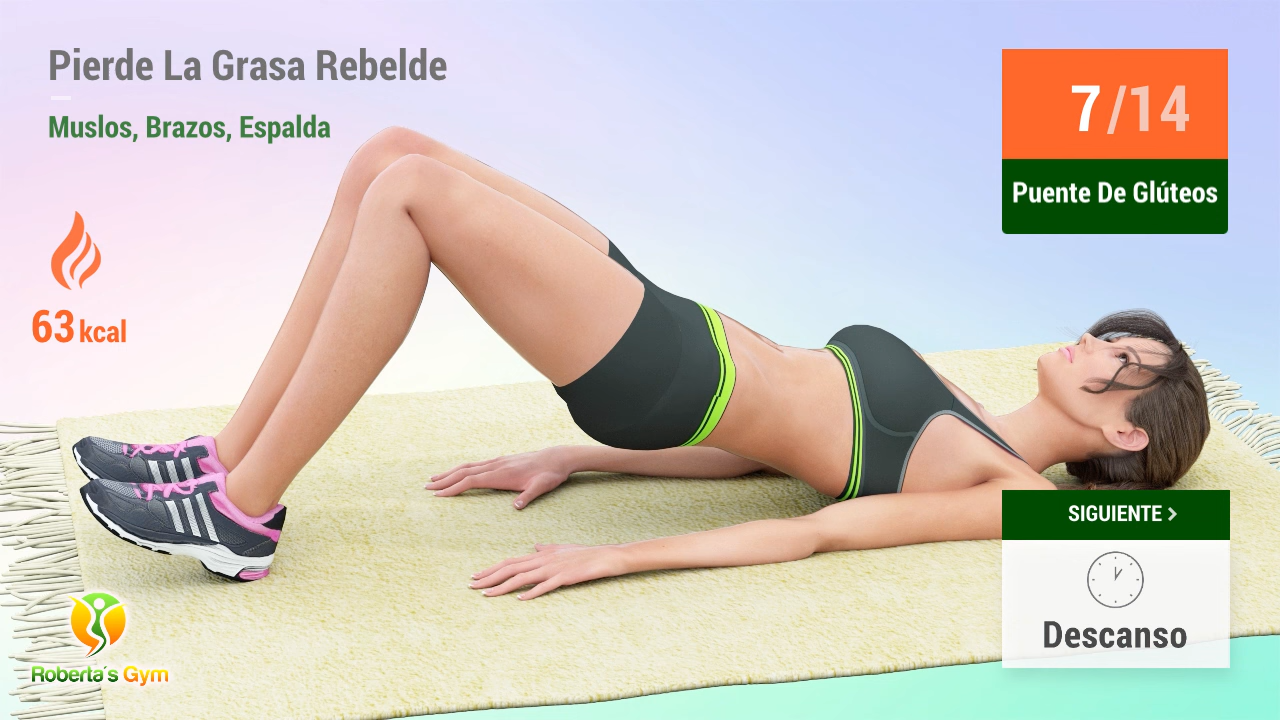 Pierde La Grasa Rebelde
Muslos, Brazos, Espalda
7/14
Puente De Glúteos
63 kcal
SIGUIENTE >
Descanso
Roberta´s Gym